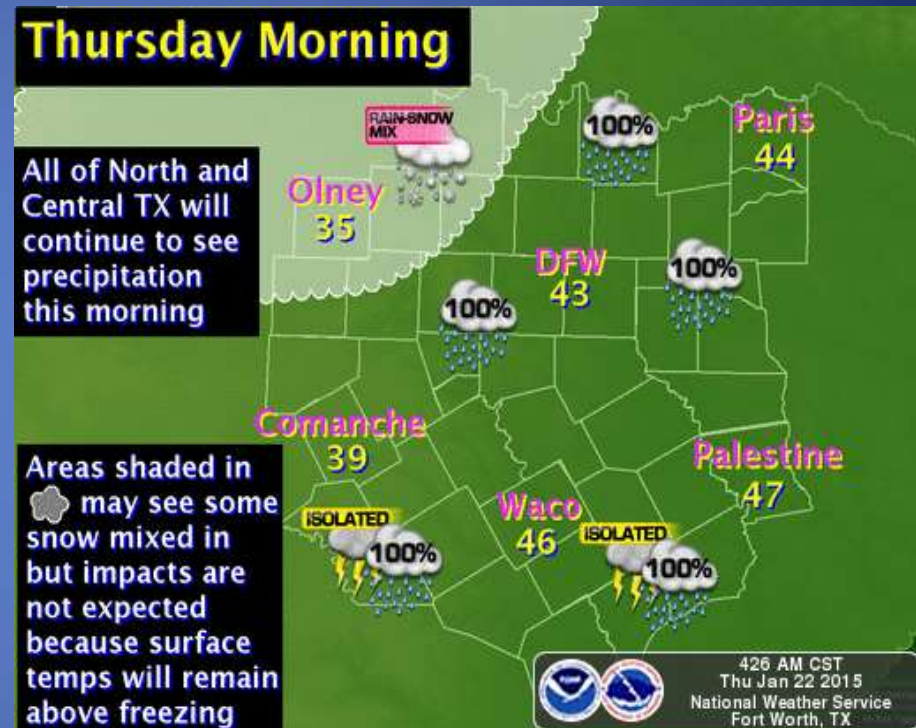 Thursday Morning
RAIN-SNOW
MIX
100%
Paris
44
All of North and
Central TX will
continue to see
precipitation
this morning
Olney
35
DFW
43
100%
100%
Comanche
39
Palestine
47
Areas shaded in
may see some
snow mixed in
but impacts are
not expected
because surface
temps will remain
above freezing
ISOLATED
100%
Waco
46
ISOLATED
100%
426 AM CST
Thu Jan 22 2015
National Weather Service
Fort Worth, TX